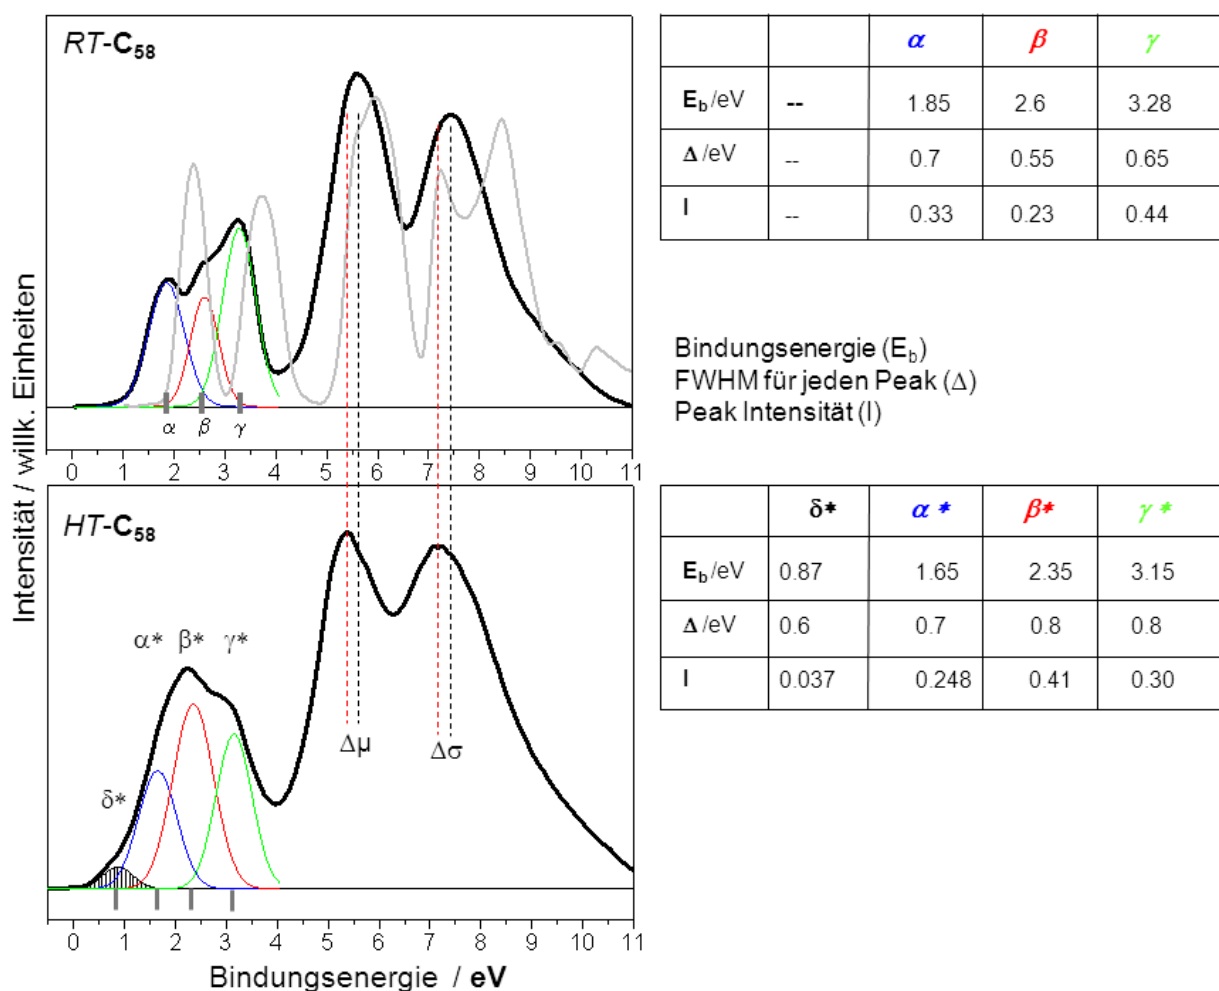 RT-C58
α β γ
0 1 2 3 4 5 6 7 8 9 10 11
HT-C58
α* β* γ*
δ*
Δμ Δσ
0 1 2 3 4 5 6 7 8 9 10 11
Bindungsenergie / eV
Intensität / willk. Einheiten
α β γ
Eb/eV -- 1.85 2.6 3.28
Δ/eV -- 0.7 0.55 0.65
I -- 0.33 0.23 0.44
Bindungsenergie (Eb)
FWHM für jeden Peak (Δ)
Peak Intensität (I)
δ* α* β* γ*
Eb/eV 0.87 1.65 2.35 3.15
Δ/eV 0.6 0.7 0.8 0.8
I 0.037 0.248 0.41 0.30